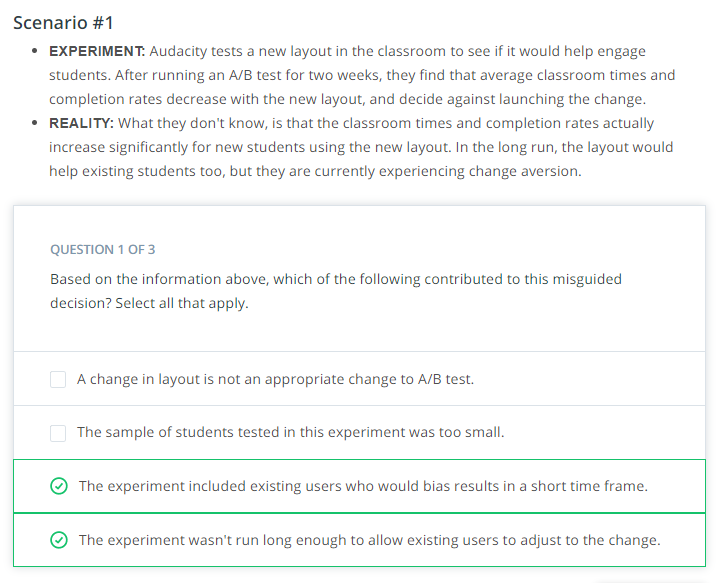 Scenario #1
EXPERIMENT: Audacity tests a new layout in the classroom to see if it would help engage
students. After running an A/B test for two weeks, they find that average classroom times and
completion rates decrease with the new layout, and decide against launching the change.
REALITY: What they don't know, is that the classroom times and completion rates actually
increase significantly for new students using the new layout. In the long run, the layout would
help existing students too, but they are currently experiencing change aversion.
QUESTION 1 OF 3
Based on the information above, which of the following contributed to this misguided
decision? Select all that apply.
A change in layout is not an appropriate change to A/B test.
The sample of students tested in this experiment was too small.
The experiment included existing users who would bias results in a short time frame.
The experiment wasn't run long enough to allow existing users to adjust to the change.